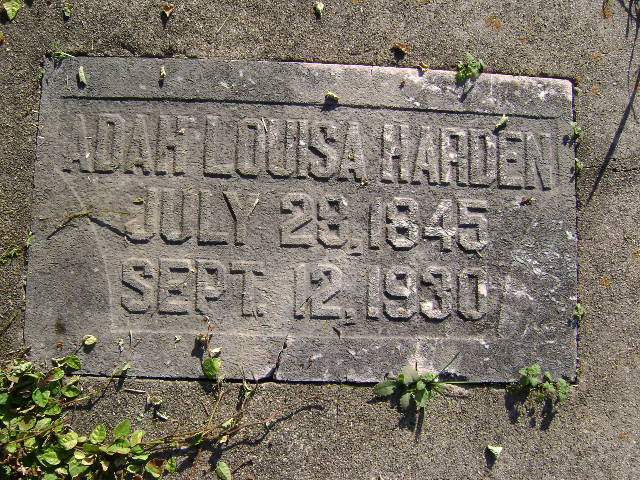 ADAH LOUISA HARDEN
JULY 28, 1845
SEPT. 12, 1930